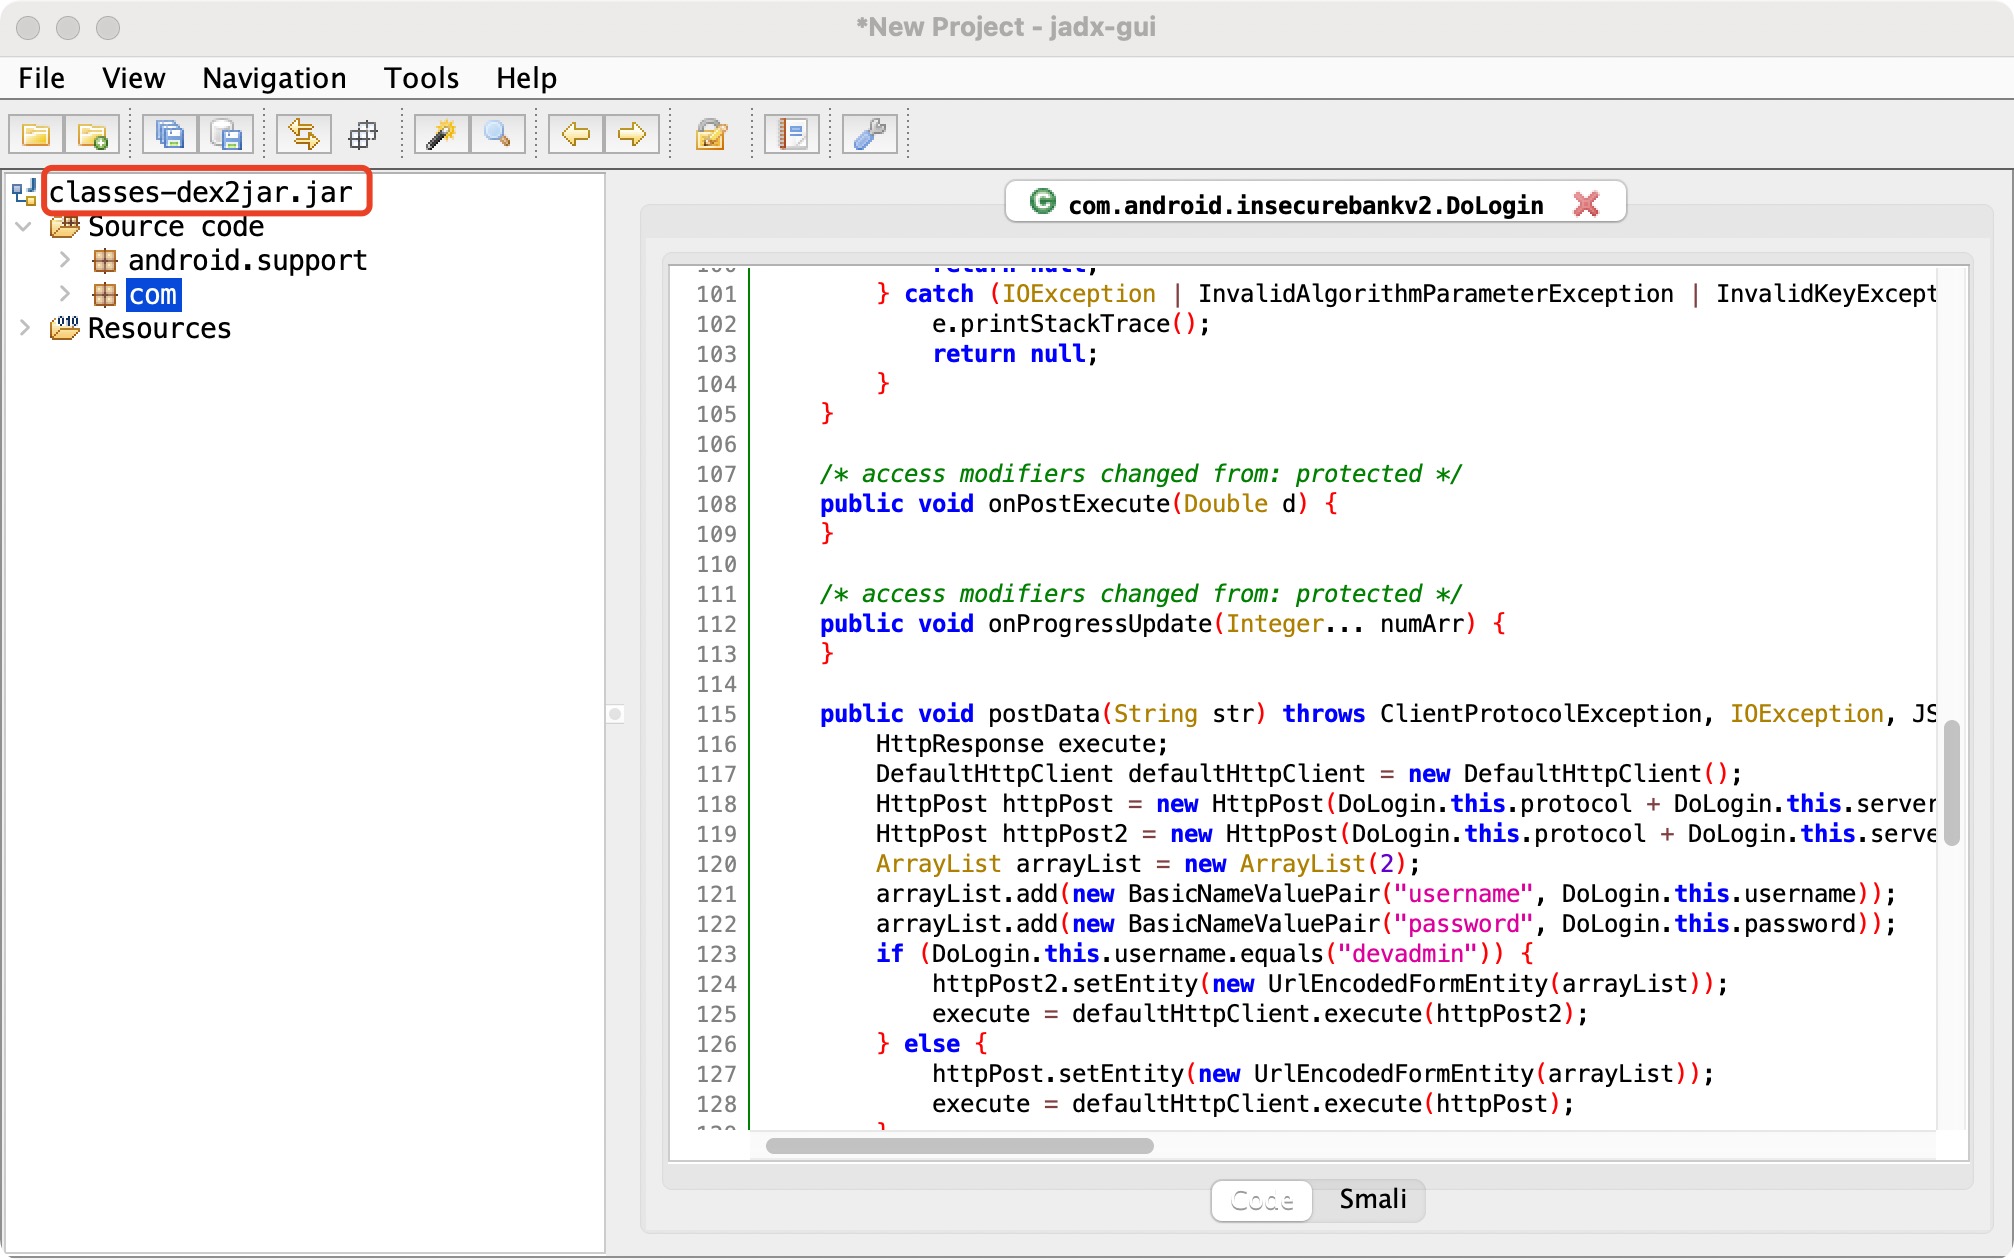 *New Project - jadx-gui
File View Navigation Tools Help
classes-dex2jar.jar
Source code
android.support
com
Resources
com.android.insecurebankv2.DoLogin
return null;
101 } catch (IOException | InvalidAlgorithmParameterException | InvalidKeyExcept
102 e.printStackTrace();
103 return null;
104 }
105 }
106
107 /* access modifiers changed from: protected */
108 public void onPostExecute(Double d) {
109 }
110
111 /* access modifiers changed from: protected */
112 public void onProgressUpdate(Integer... numArr) {
113 }
114
115 public void postData(String str) throws ClientProtocolException, IOException, JS
116 HttpResponse execute;
117 DefaultHttpClient defaultHttpClient = new DefaultHttpClient();
118 HttpPost httpPost = new HttpPost(DoLogin.this.protocol + DoLogin.this.server
119 HttpPost httpPost2 = new HttpPost(DoLogin.this.protocol + DoLogin.this.serve
120 ArrayList arrayList = new ArrayList(2);
121 arrayList.add(new BasicNameValuePair("username", DoLogin.this.username));
122 arrayList.add(new BasicNameValuePair("password", DoLogin.this.password));
123 if (DoLogin.this.username.equals("devadmin")) {
124 httpPost2.setEntity(new UrlEncodedFormEntity(arrayList));
125 execute = defaultHttpClient.execute(httpPost2);
126 } else {
127 httpPost.setEntity(new UrlEncodedFormEntity(arrayList));
128 execute = defaultHttpClient.execute(httpPost);
Code Smali